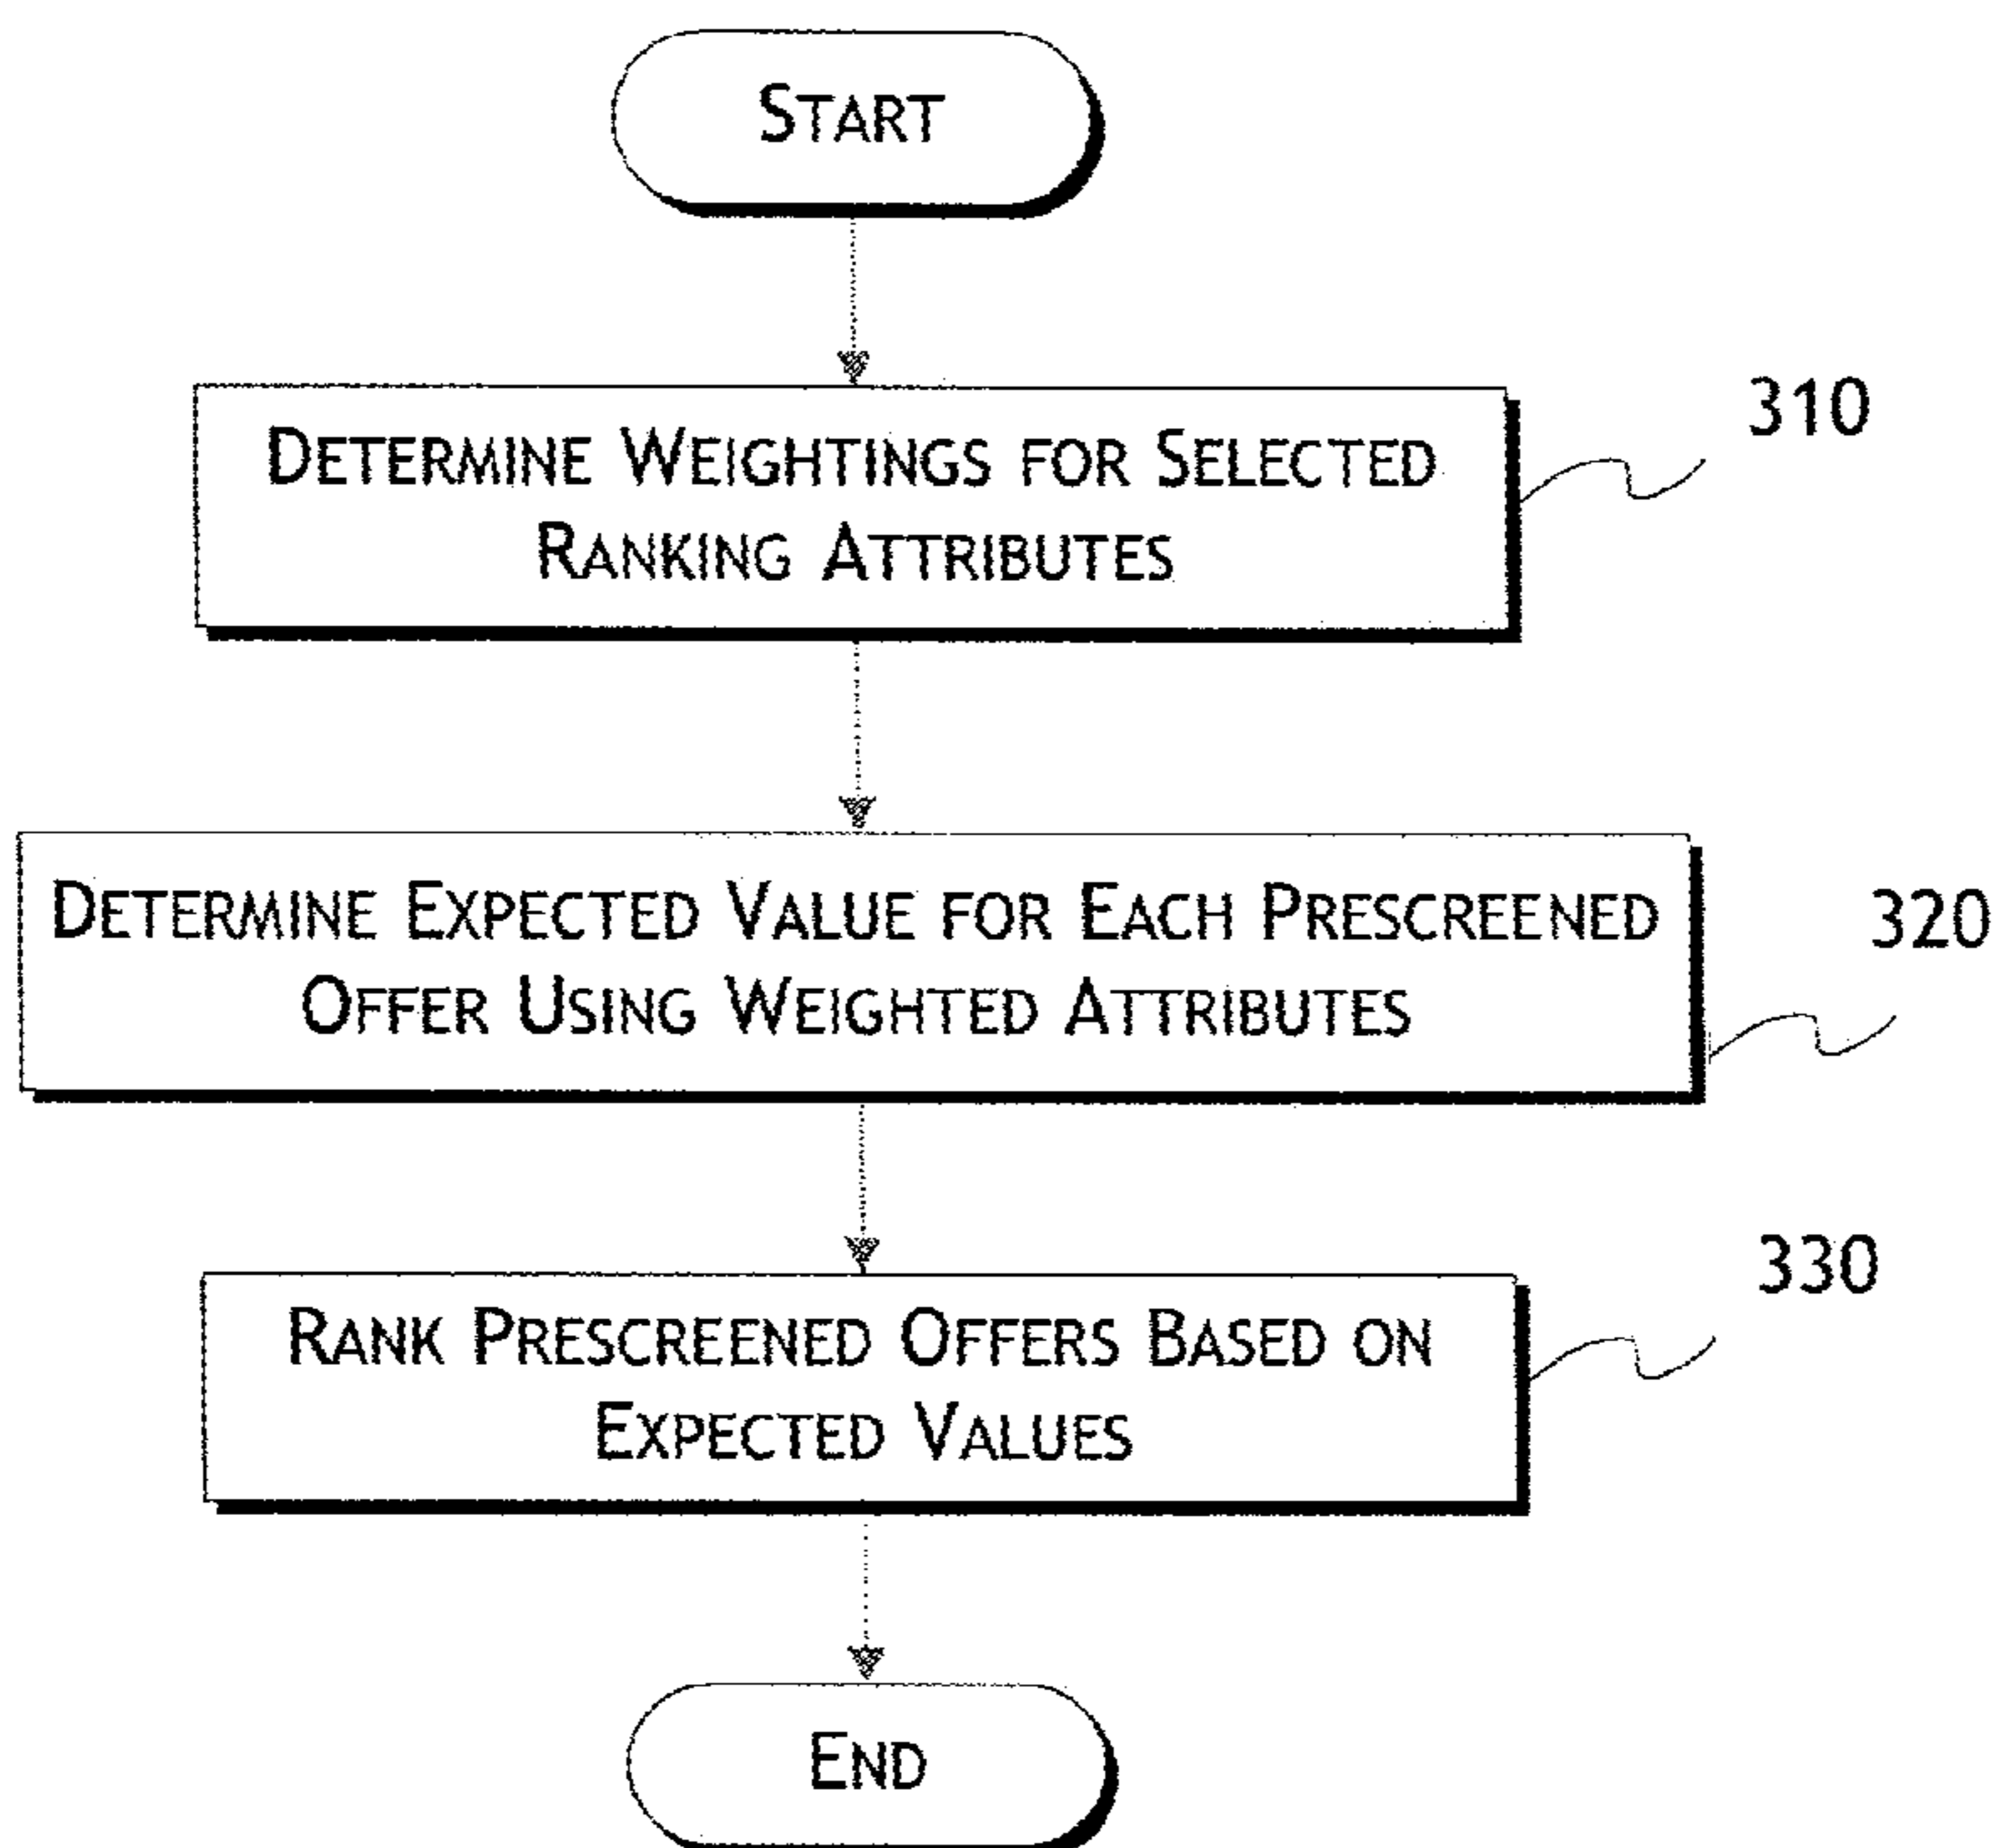 START
310
DETERMINE WEIGHTINGS FOR SELECTED
RANKING ATTRIBUTES
320
DETERMINE EXPECTED VALUE FOR EACH PRESCREENED
OFFER USING WEIGHTED ATTRIBUTES
330
RANK PRESCREENED OFFERS BASED ON
EXPECTED VALUES
END